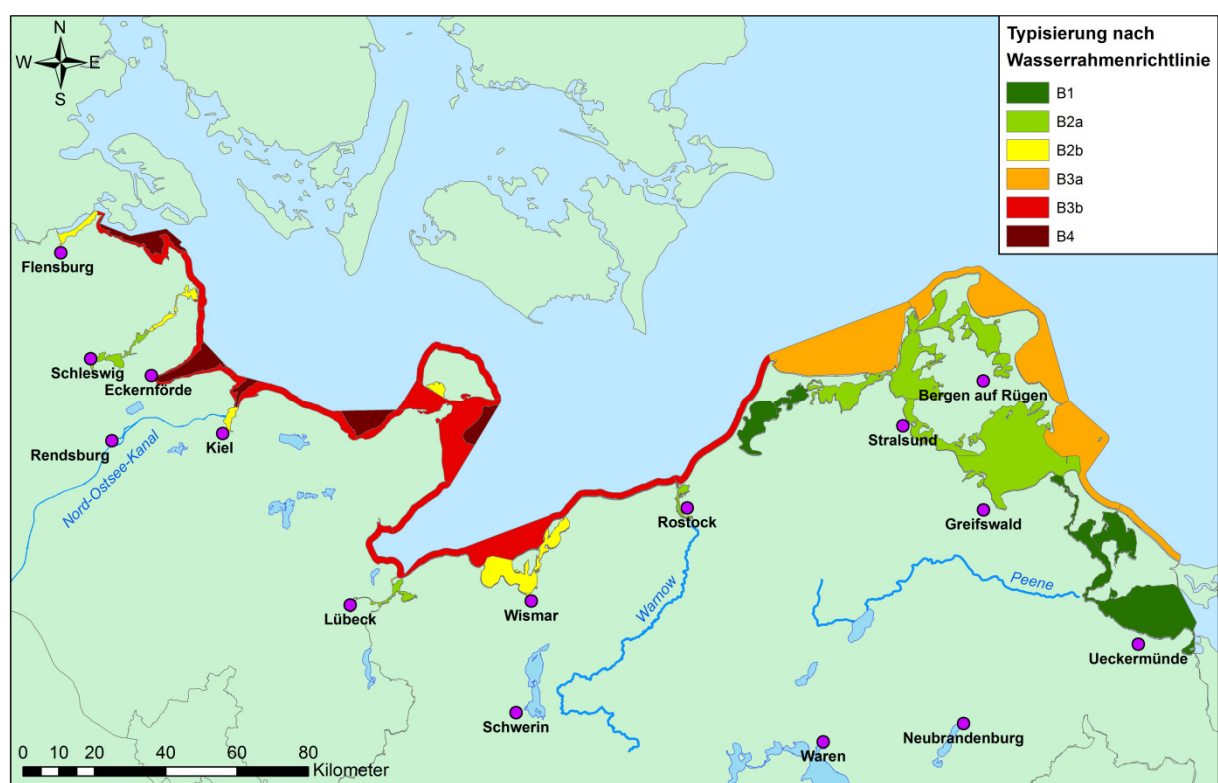 N
W E
S
Typisierung nach
Wasserrahmenrichtlinie
B1
B2a
B2b
B3a
B3b
B4
Flensburg
Schleswig
Eckernförde
Rendsburg
Kiel
Nord-Ostsee-Kanal
Bergen auf Rügen
Stralsund
Rostock
Greifswald
Lübeck
Wismar
Warnow
Peene
Ueckermünde
Schwerin
Waren
Neubrandenburg
0 10 20 40 60 80
Kilometer